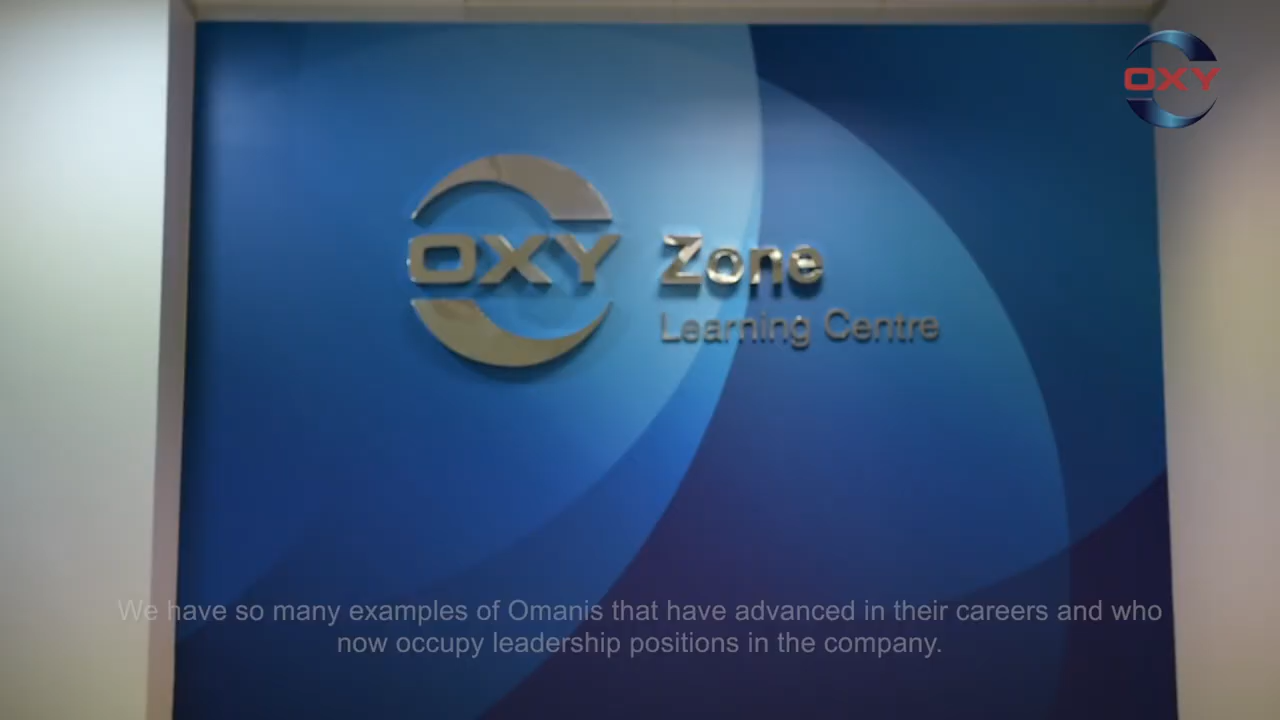 OXY
OXY Zone
Learning Centre
We have so many examples of Omanis that have advanced in their careers and who
now occupy leadership positions in the company.